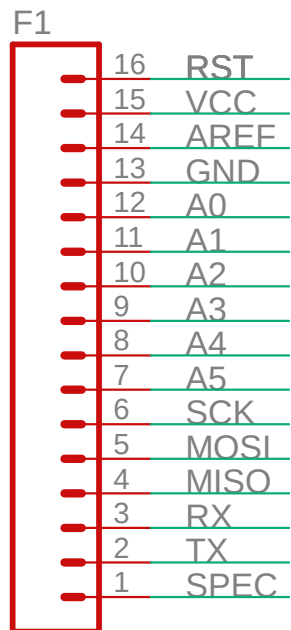 F1
16 RST
15 VCC
14 AREF
13 GND
12 A0
11 A1
10 A2
9 A3
8 A4
7 A5
6 SCK
5 MOSI
4 MISO
3 RX
2 TX
1 SPEC